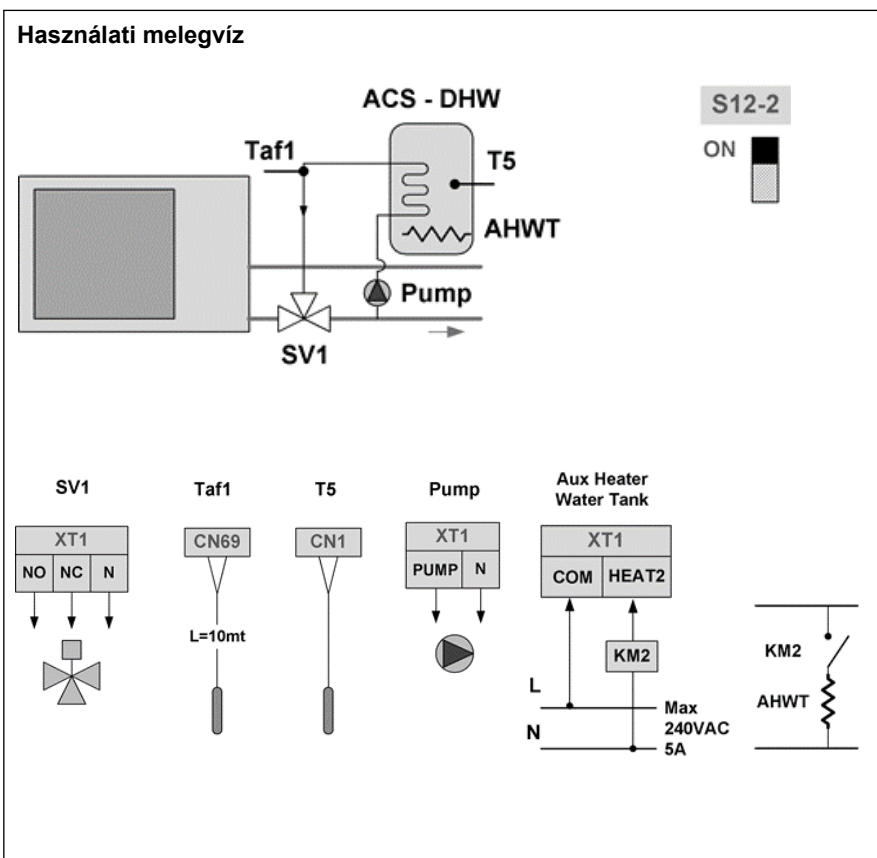 Használati melegvíz
ACS - DHW
S12-2
ON
Taf1
T5
AHWT
Pump
SV1
SV1
Taf1
T5
Pump
Aux Heater
Water Tank
XT1
NO NC N
CN69
CN1
XT1
PUMP N
XT1
COM HEAT2
L=10mt
KM2
KM2
L
N
Max
240VAC
5A
AHWT